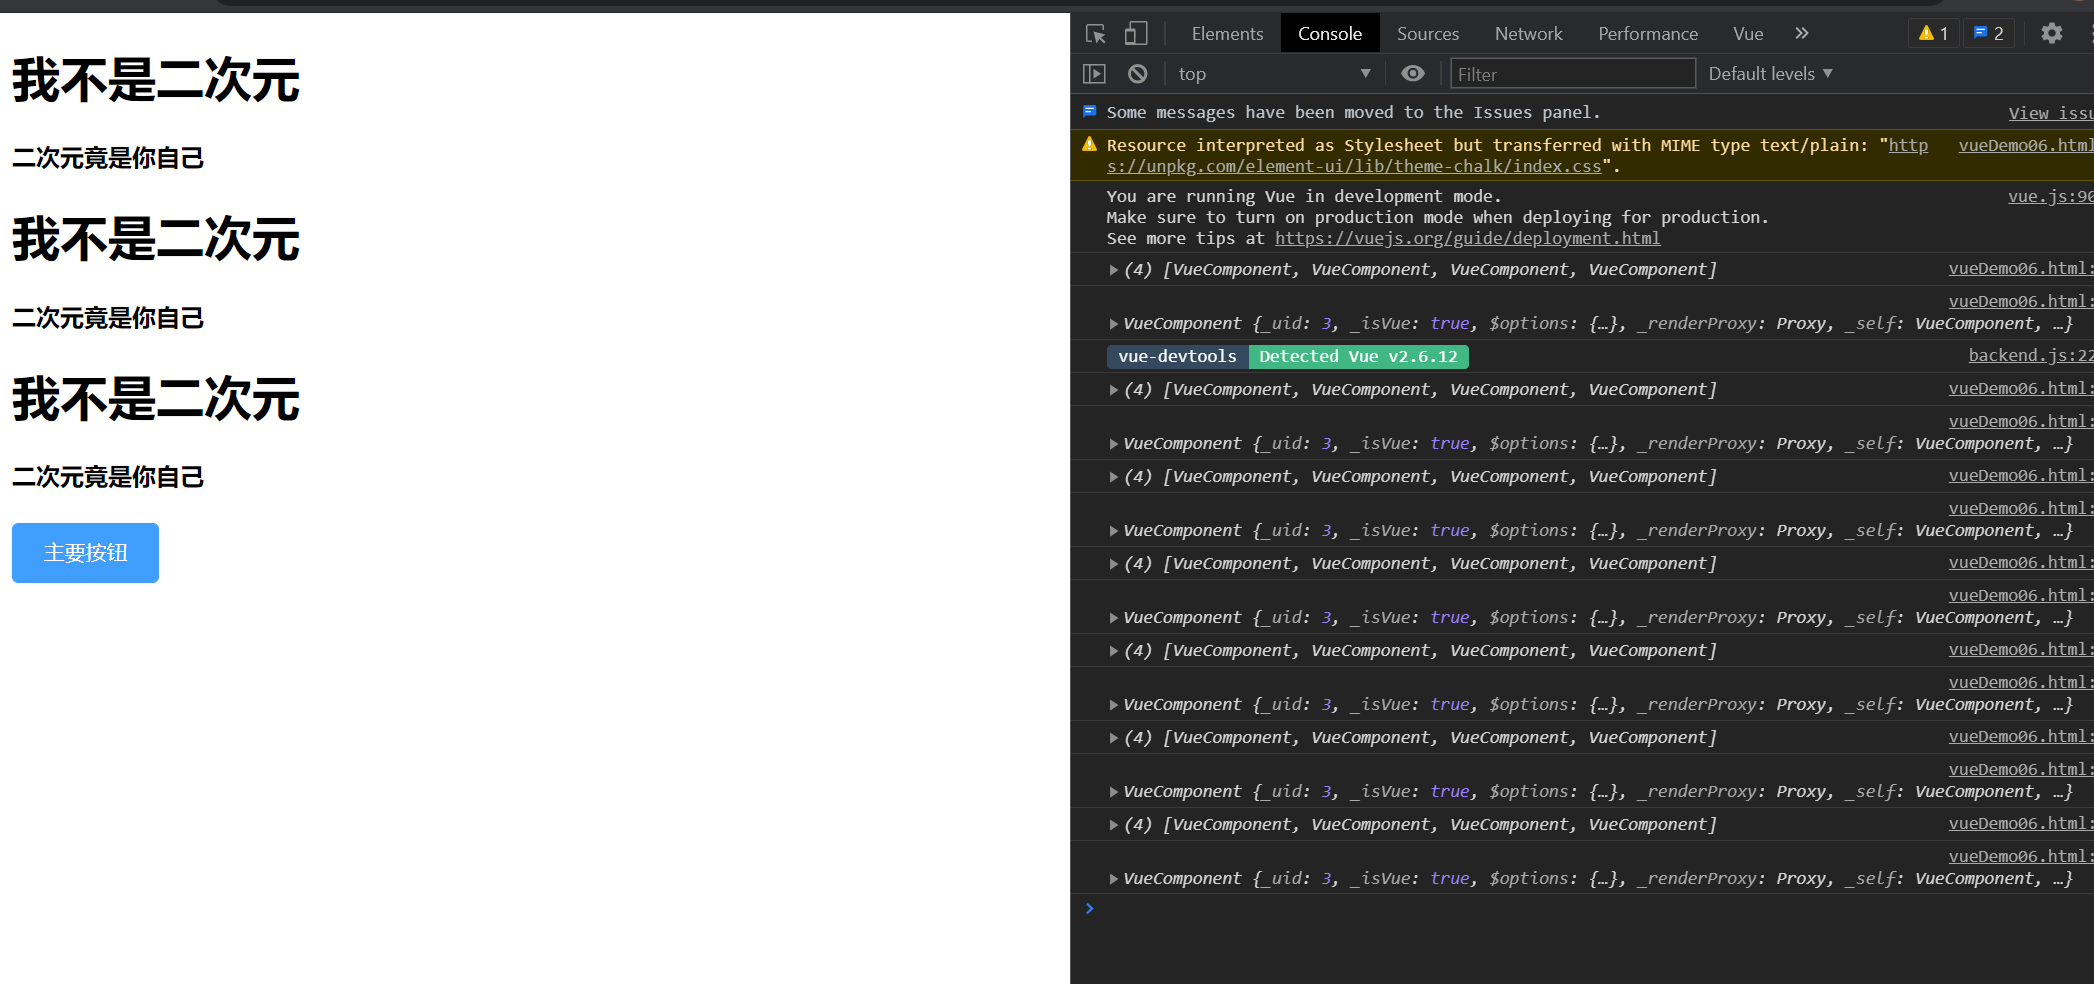 我不是二次元
二次元竟是你自己
我不是二次元
二次元竟是你自己
我不是二次元
二次元竟是你自己
主要按钮
Elements Console Sources Network Performance Vue 1 2
top Filter Default levels
Some messages have been moved to the Issues panel. View issu
Resource interpreted as Stylesheet but transferred with MIME type text/plain: "http vueDemo06.html
s://unpkg.com/element-ui/lib/theme-chalk/index.css".
You are running Vue in development mode. vue.js:90
Make sure to turn on production mode when deploying for production.
See more tips at https://vuejs.org/guide/deployment.html
(4) [VueComponent, VueComponent, VueComponent, VueComponent] vueDemo06.html:
vueDemo06.html:
VueComponent {_uid: 3, _isVue: true, $options: {…}, _renderProxy: Proxy, _self: VueComponent, …}
vue-devtools Detected Vue v2.6.12 backend.js:22
(4) [VueComponent, VueComponent, VueComponent, VueComponent] vueDemo06.html:
vueDemo06.html:
VueComponent {_uid: 3, _isVue: true, $options: {…}, _renderProxy: Proxy, _self: VueComponent, …}
(4) [VueComponent, VueComponent, VueComponent, VueComponent] vueDemo06.html:
vueDemo06.html:
VueComponent {_uid: 3, _isVue: true, $options: {…}, _renderProxy: Proxy, _self: VueComponent, …}
(4) [VueComponent, VueComponent, VueComponent, VueComponent] vueDemo06.html:
vueDemo06.html:
VueComponent {_uid: 3, _isVue: true, $options: {…}, _renderProxy: Proxy, _self: VueComponent, …}
(4) [VueComponent, VueComponent, VueComponent, VueComponent] vueDemo06.html:
vueDemo06.html:
VueComponent {_uid: 3, _isVue: true, $options: {…}, _renderProxy: Proxy, _self: VueComponent, …}
(4) [VueComponent, VueComponent, VueComponent, VueComponent] vueDemo06.html:
vueDemo06.html:
VueComponent {_uid: 3, _isVue: true, $options: {…}, _renderProxy: Proxy, _self: VueComponent, …}
(4) [VueComponent, VueComponent, VueComponent, VueComponent] vueDemo06.html:
vueDemo06.html:
VueComponent {_uid: 3, _isVue: true, $options: {…}, _renderProxy: Proxy, _self: VueComponent, …}